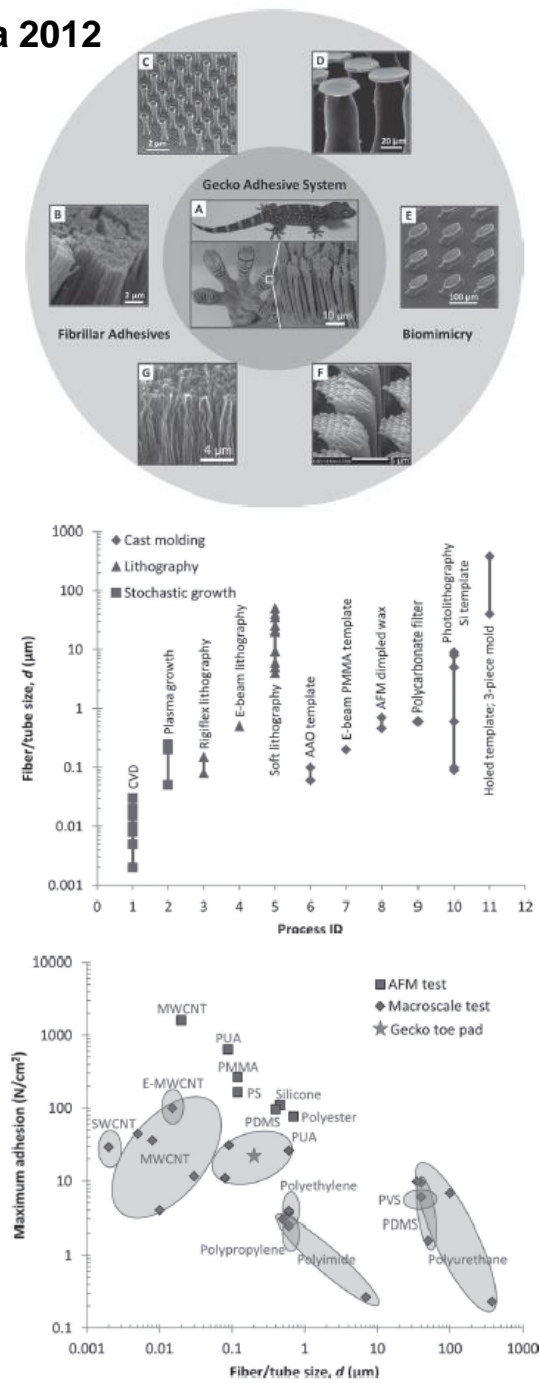 a 2012
C
D
2 µm
20 µm
Gecko Adhesive System
A
B
E
2 µm
10 µm
100 µm
Fibrillar Adhesives
Biomimicry
G
F
4 µm
1000
100
10
1
0.1
0.01
0.001
Fiber/tube size, d (µm)
Cast molding
Lithography
Stochastic growth
CVD
Plasma growth
Rigiflex lithography
E-beam lithography
Soft lithography
AAO template
E-beam PMMA template
AFM dimpled wax
Polycarbonate filter
Photolithography
Si template
Holed template; 3-piece mold
0 1 2 3 4 5 6 7 8 9 10 11 12
Process ID
10000
1000
100
10
1
0.1
Maximum adhesion (N/cm²)
AFM test
Macroscale test
Gecko toe pad
MWCNT
PUA
PMMA
E-MWCNT
PS
Silicone
SWCNT
PDMS
Polyester
MWCNT
PUA
Polyethylene
PVS
PDMS
Polypropylene
Polyimide
Polyurethane
0.001 0.01 0.1 1 10 100 1000
Fiber/tube size, d (µm)